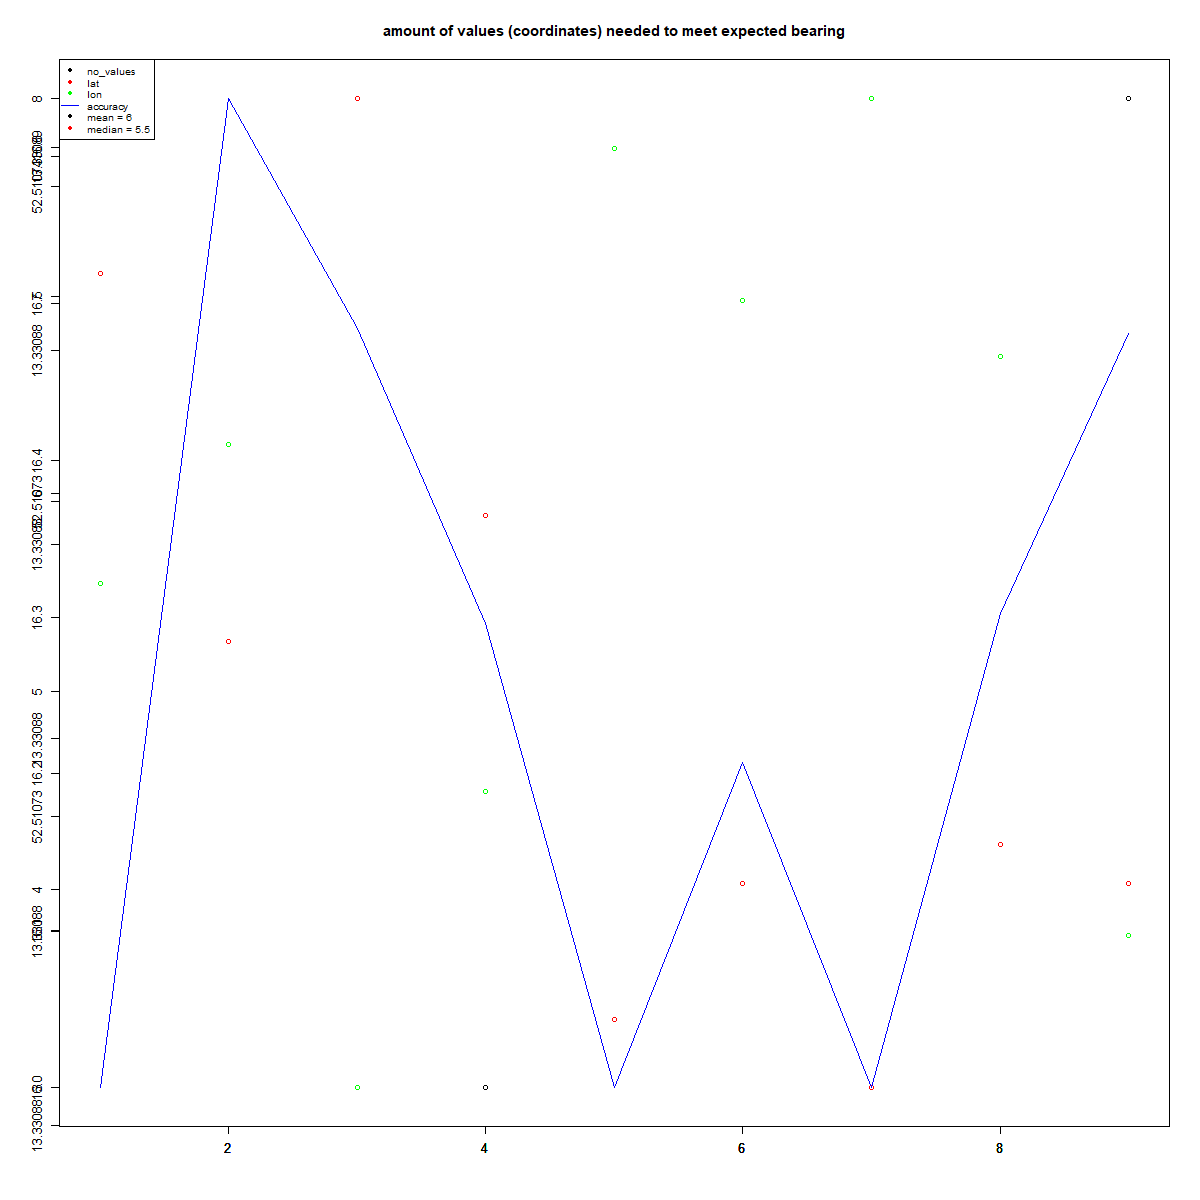 amount of values (coordinates) needed to meet expected bearing
no_values
lat
lon
accuracy
mean = 6
median = 5.5
8
16.5
13.33088
16.4
16.3
5
13.33088
16.2
52.51073
4
13.33088
2
4
6
8